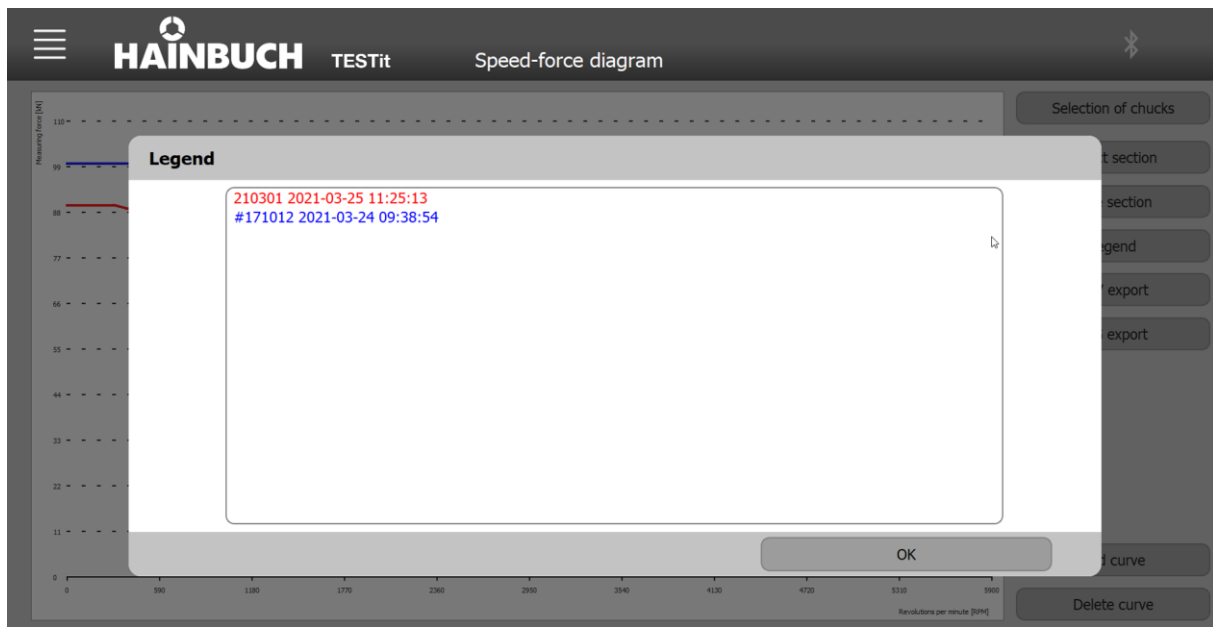 HAINBUCH TESTit Speed-force diagram
Selection of chucks
Measuring force [kN]
110
99
88
77
66
55
44
33
22
11
0
Legend
210301 2021-03-25 11:25:13
#171012 2021-03-24 09:38:54
OK
section
section
export
export
curve
Delete curve
0 590 1180 1770 2360 2950 3540 4130 4720 5310 5900
Revolutions per minute [RPM]